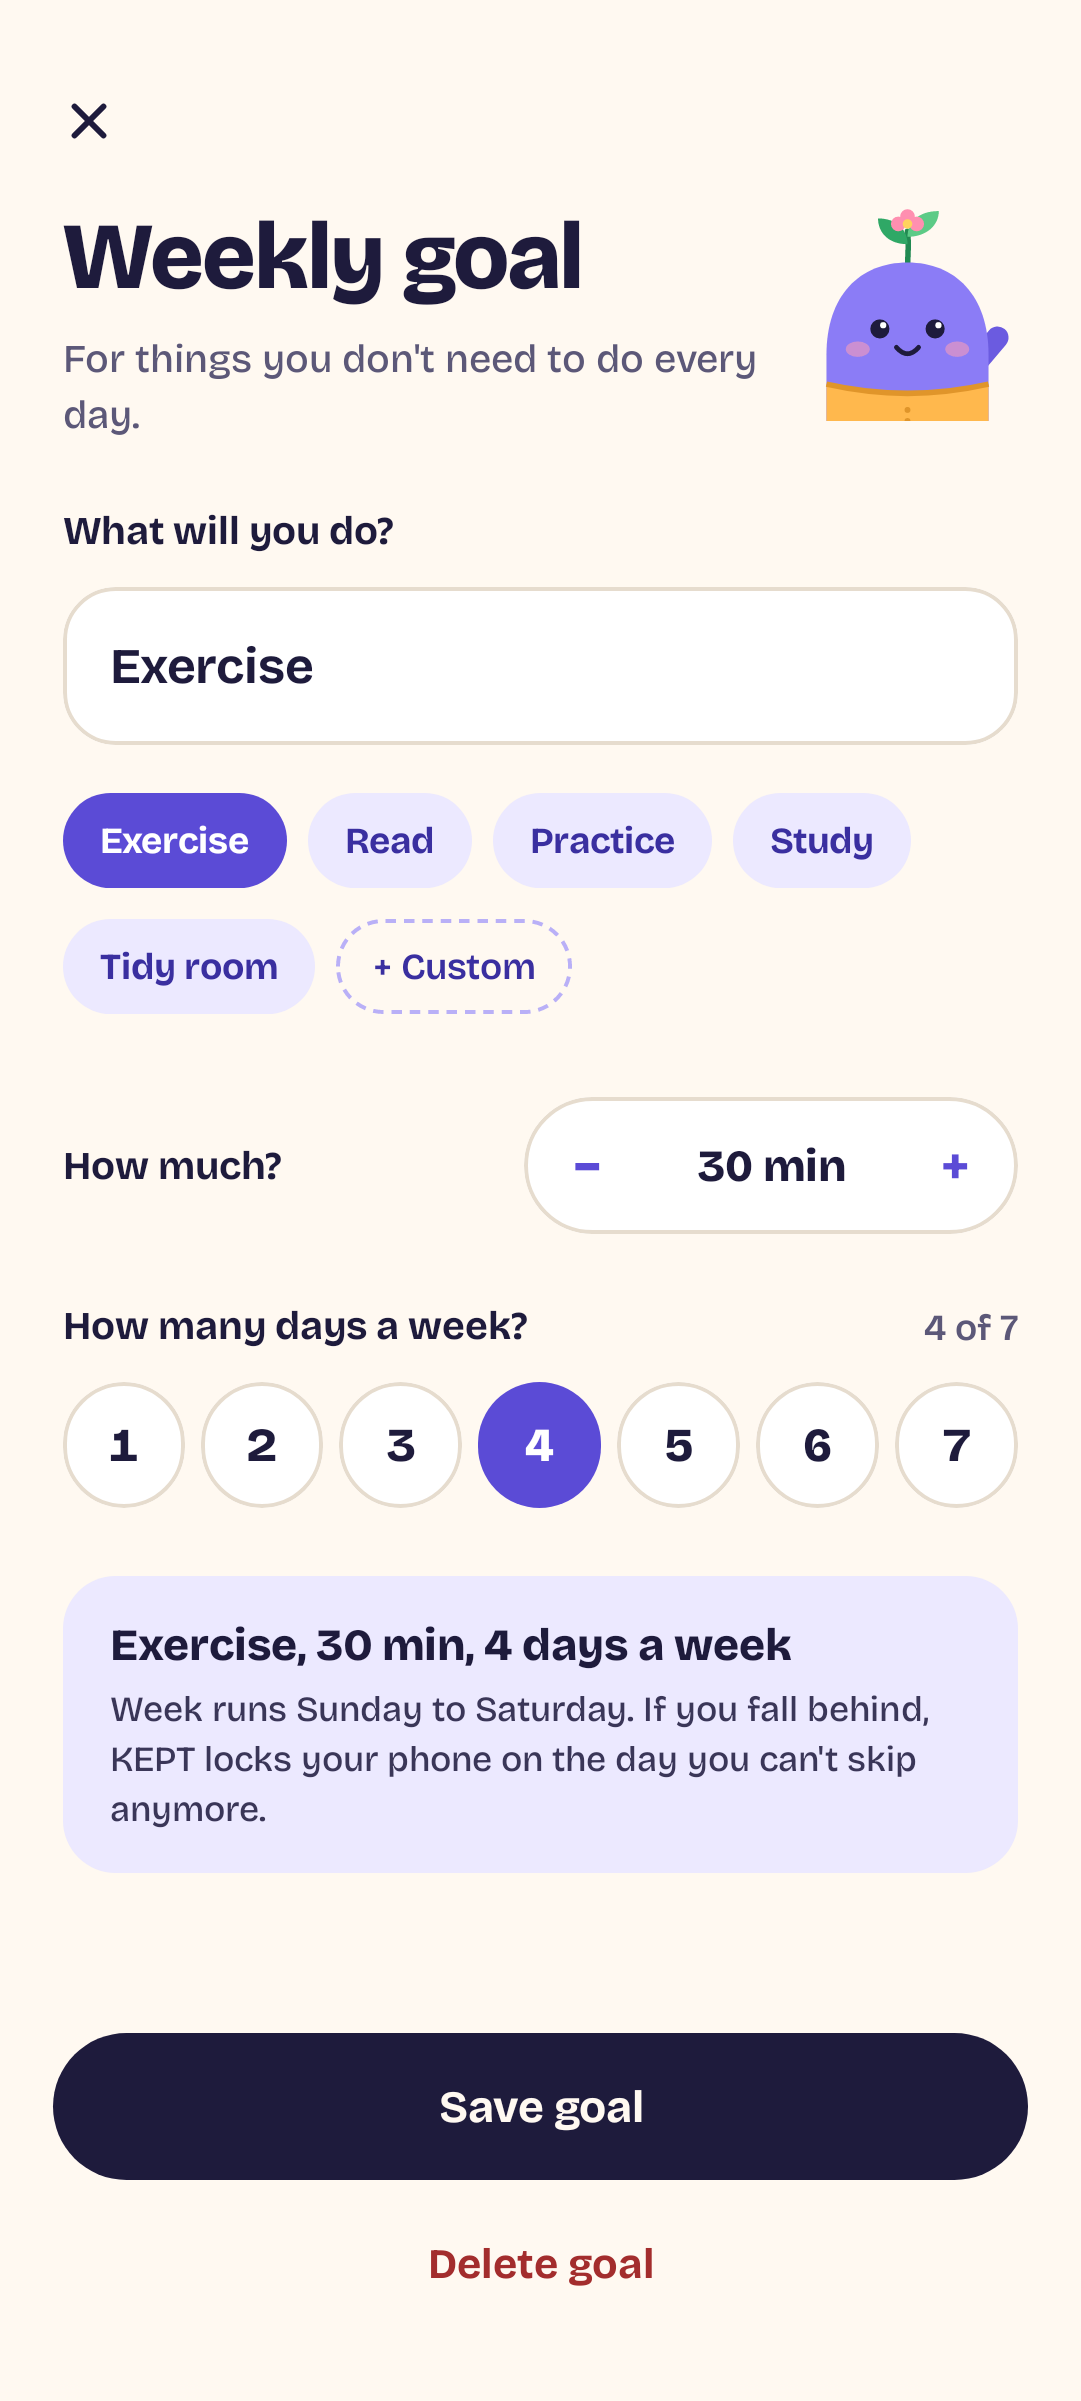 Weekly goal
For things you don't need to do every
day.
What will you do?
Exercise
Exercise Read Practice Study
Tidy room + Custom
How much? − 30 min +
How many days a week? 4 of 7
1 2 3 4 5 6 7
Exercise, 30 min, 4 days a week
Week runs Sunday to Saturday. If you fall behind,
KEPT locks your phone on the day you can't skip
anymore.
Save goal
Delete goal